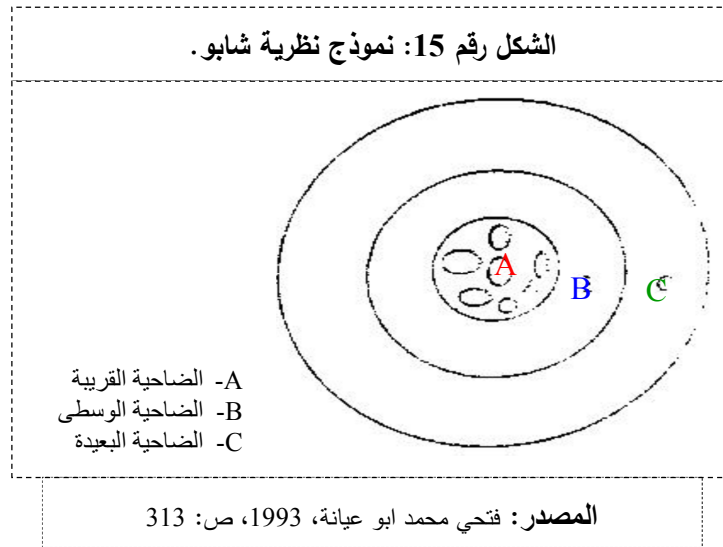 الشكل رقم 15: نموذج نظرية شابو.
A
B
C
A- الضاحية القريبة
B- الضاحية الوسطى
C- الضاحية البعيدة
المصدر: فتحي محمد ابو عيانة، 1993، ص: 313